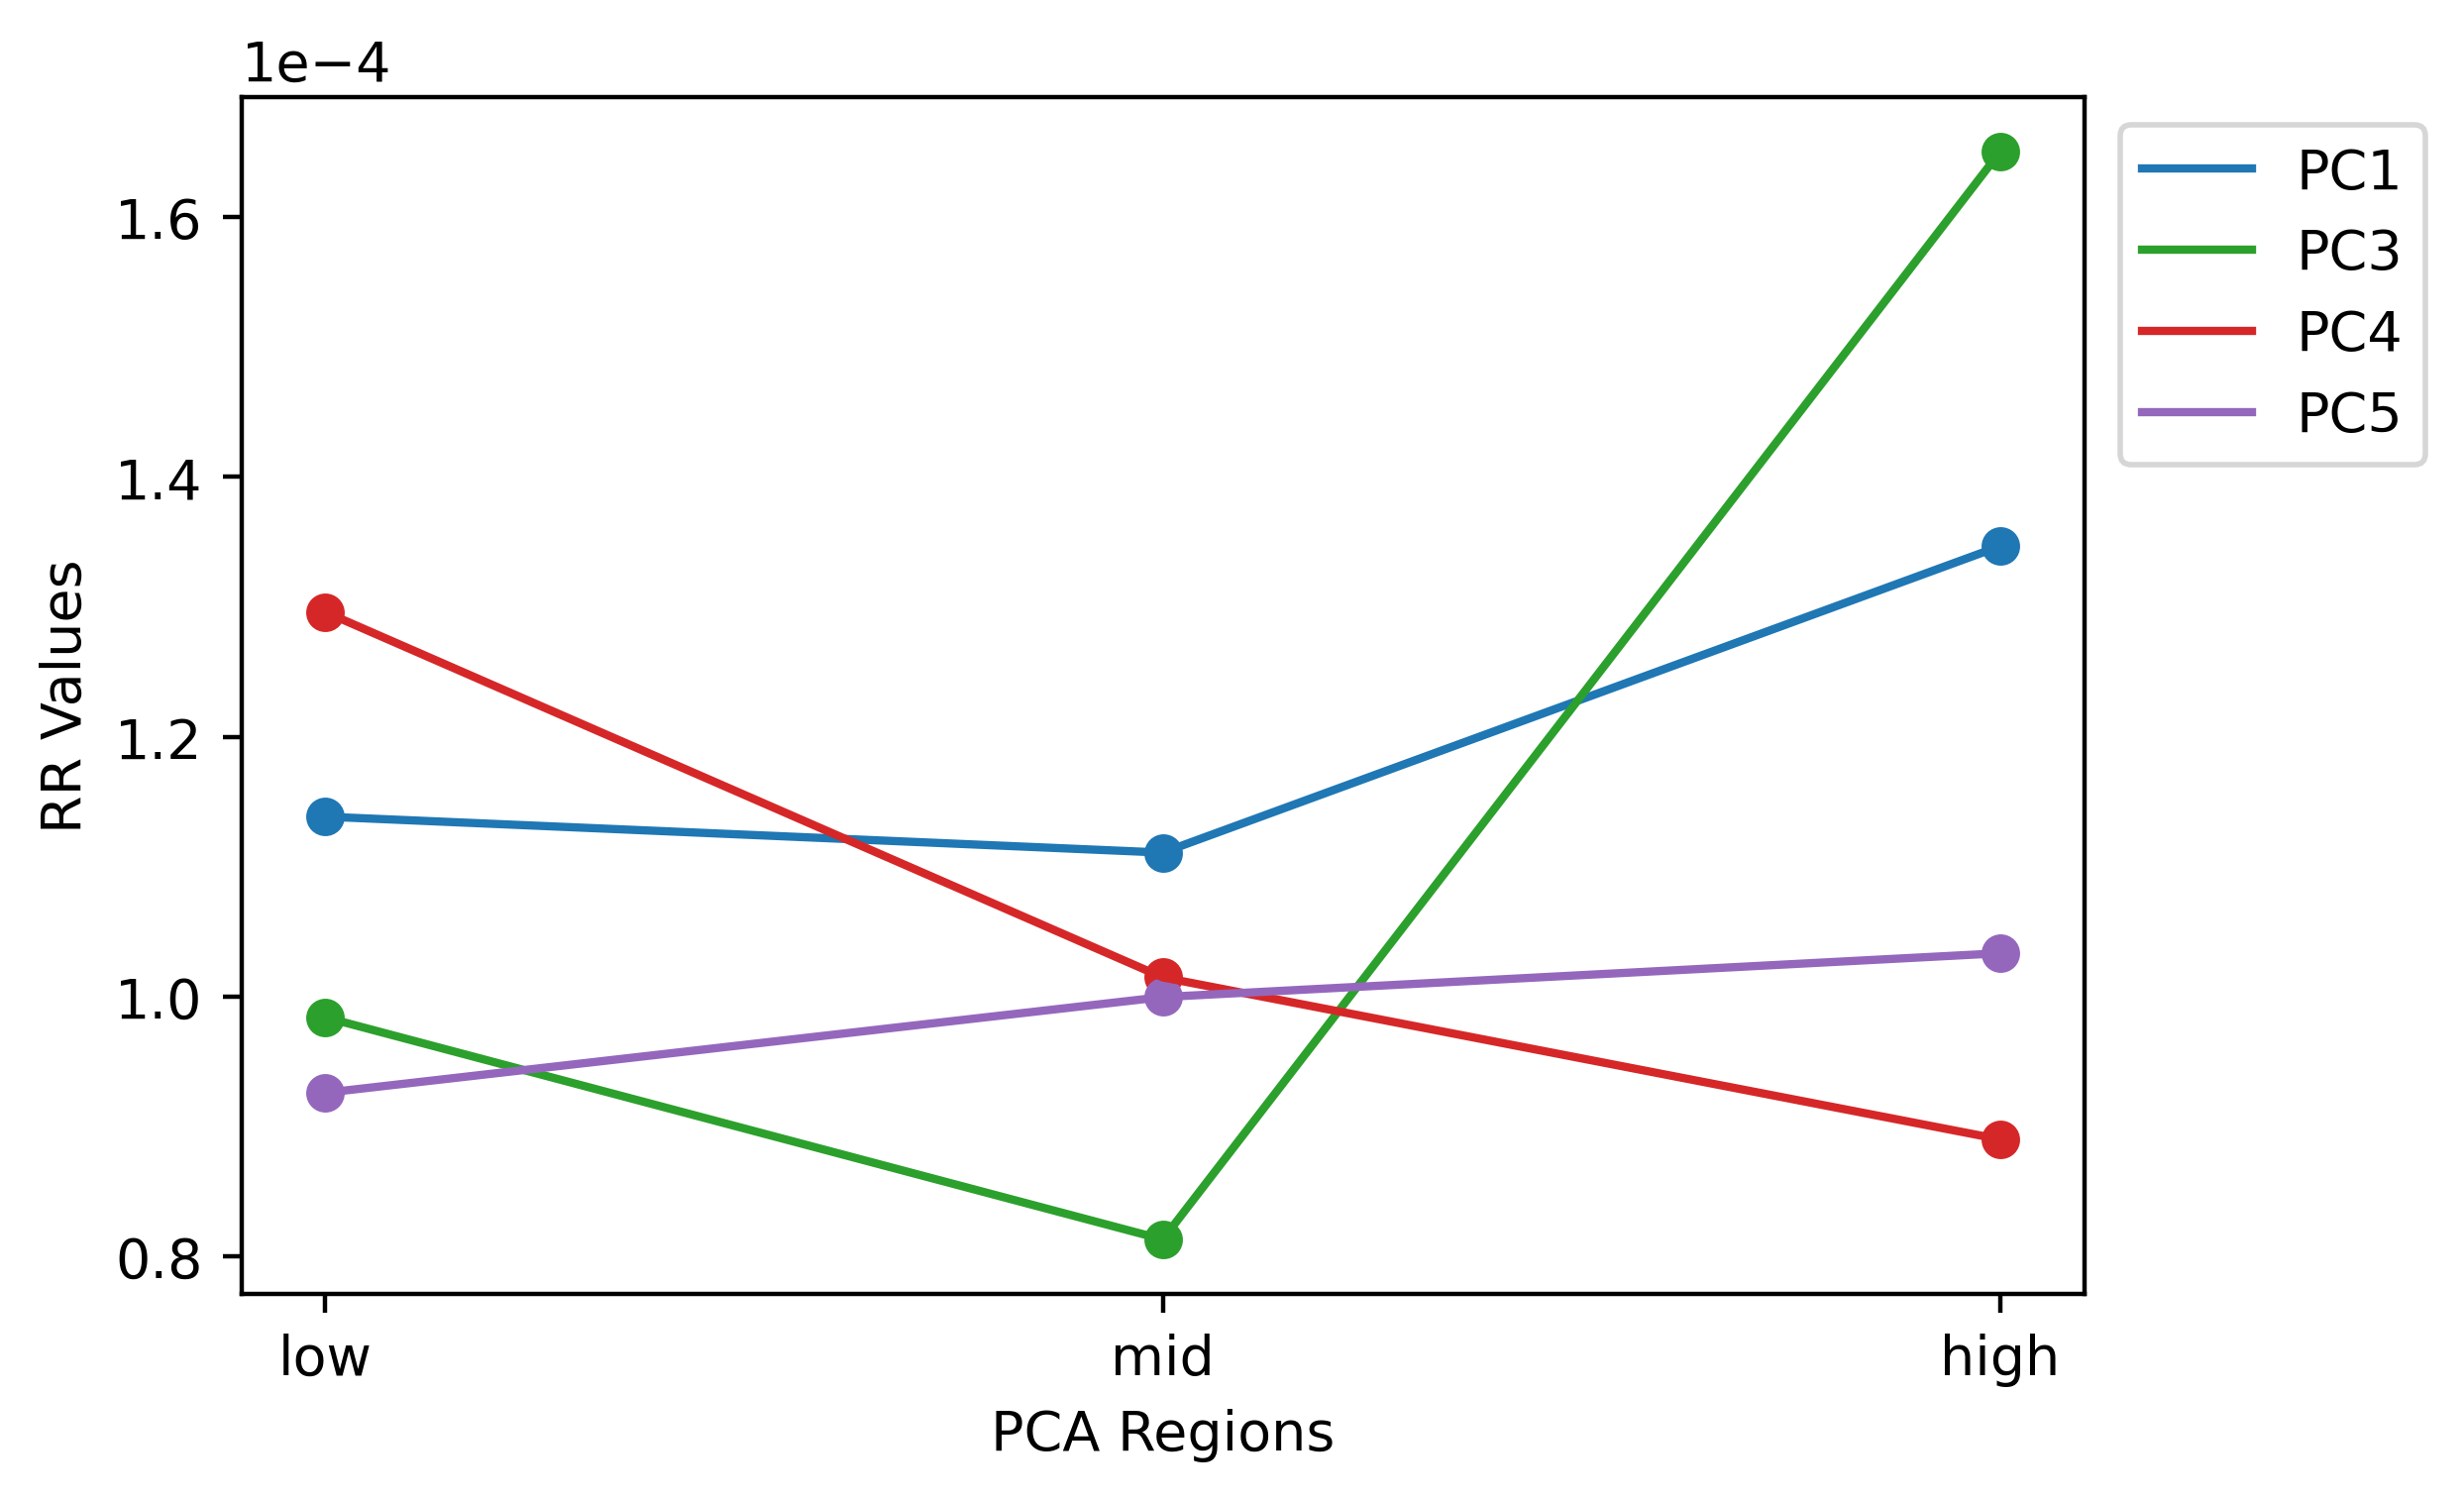 1e−4
1.6
1.4
1.2
1.0
0.8
RR Values
low
mid
high
PCA Regions
PC1
PC3
PC4
PC5